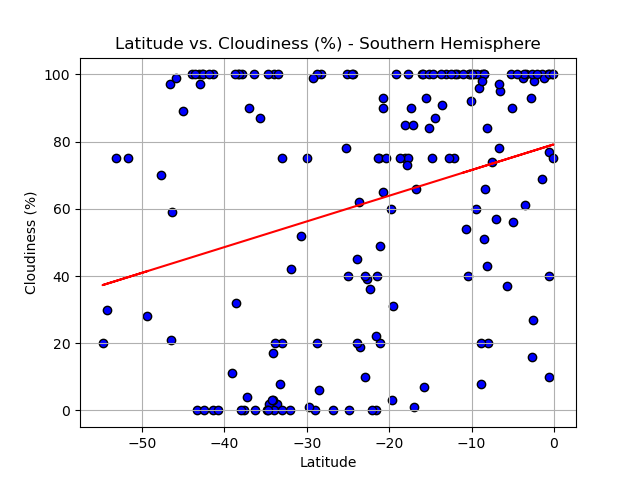 Latitude vs. Cloudiness (%) - Southern Hemisphere
100
80
60
40
20
0
Cloudiness (%)
−50 −40 −30 −20 −10 0
Latitude